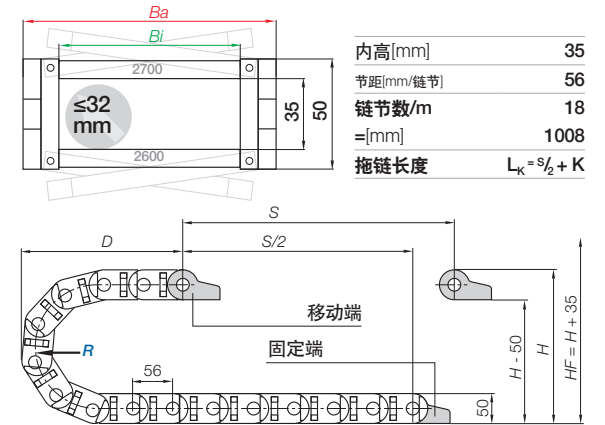 Ba
Bi
2700
≤32
mm
35
50
2600
内高[mm] 35
节距[mm/链节] 56
链节数/m 18
=[mm] 1008
拖链长度 LK = S/2 + K
S
D
S/2
移动端
固定端
R
56
50
H - 50
H
HF = H + 35